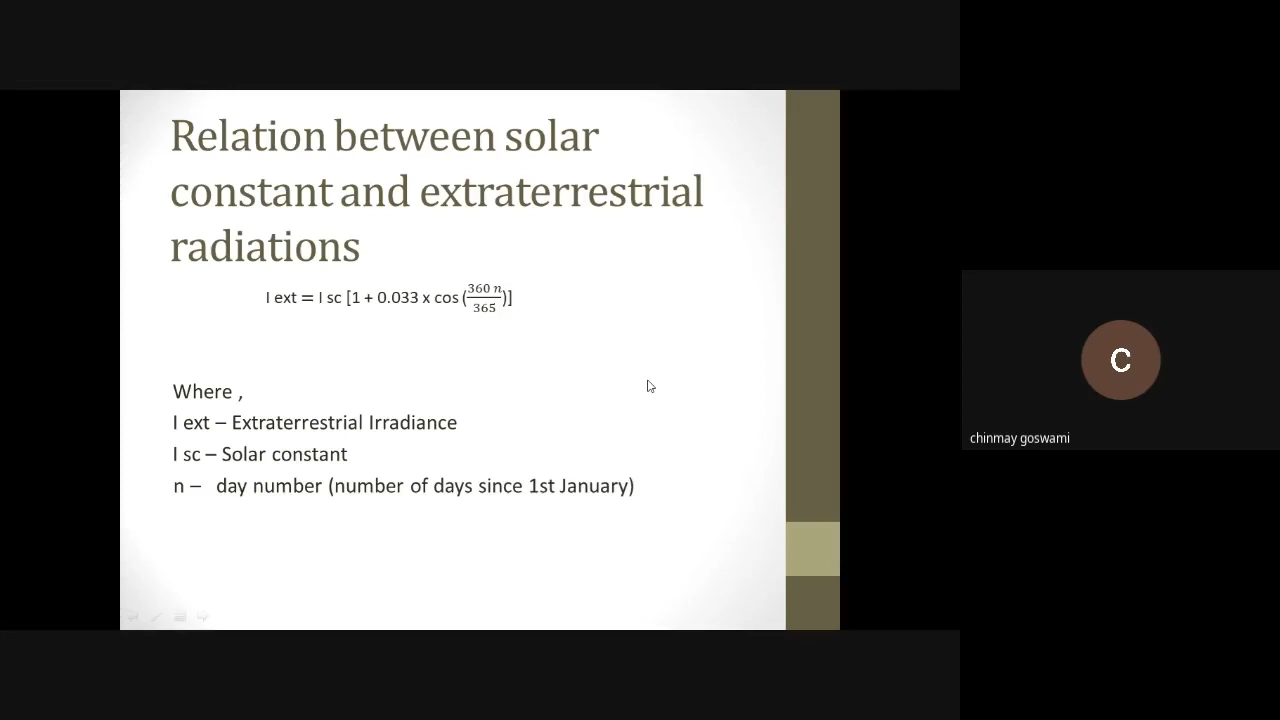 Relation between solar
constant and extraterrestrial
radiations
I ext = I sc [1 + 0.033 x cos (360 n/365)]
Where ,
I ext – Extraterrestrial Irradiance
I sc – Solar constant
n – day number (number of days since 1st January)
C
chinmay goswami